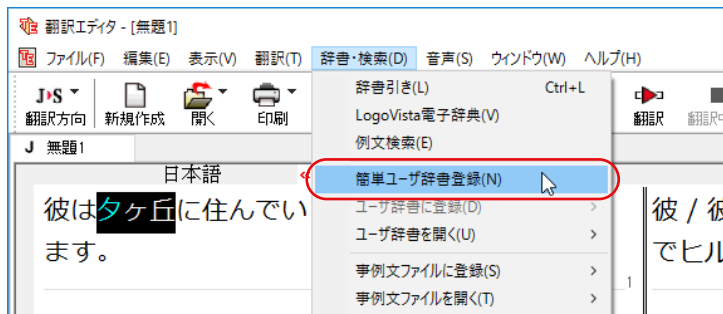 翻訳エディタ - [無題1]
ファイル(F) 編集(E) 表示(V) 翻訳(T) 辞書・検索(D) 音声(S) ウィンドウ(W) ヘルプ(H)
J▸S
翻訳方向 新規作成 開く 印刷 翻訳
J 無題1
日本語 «
彼は夕ヶ丘に住んでい
ます。
辞書引き(L) Ctrl+L
LogoVista電子辞典(V)
例文検索(E)
簡単ユーザ辞書登録(N)
ユーザ辞書に登録(D) >
ユーザ辞書を開く(U) >
事例文ファイルに登録(S) >
事例文ファイルを開く(T) >
1
彼 / 彼
でヒル